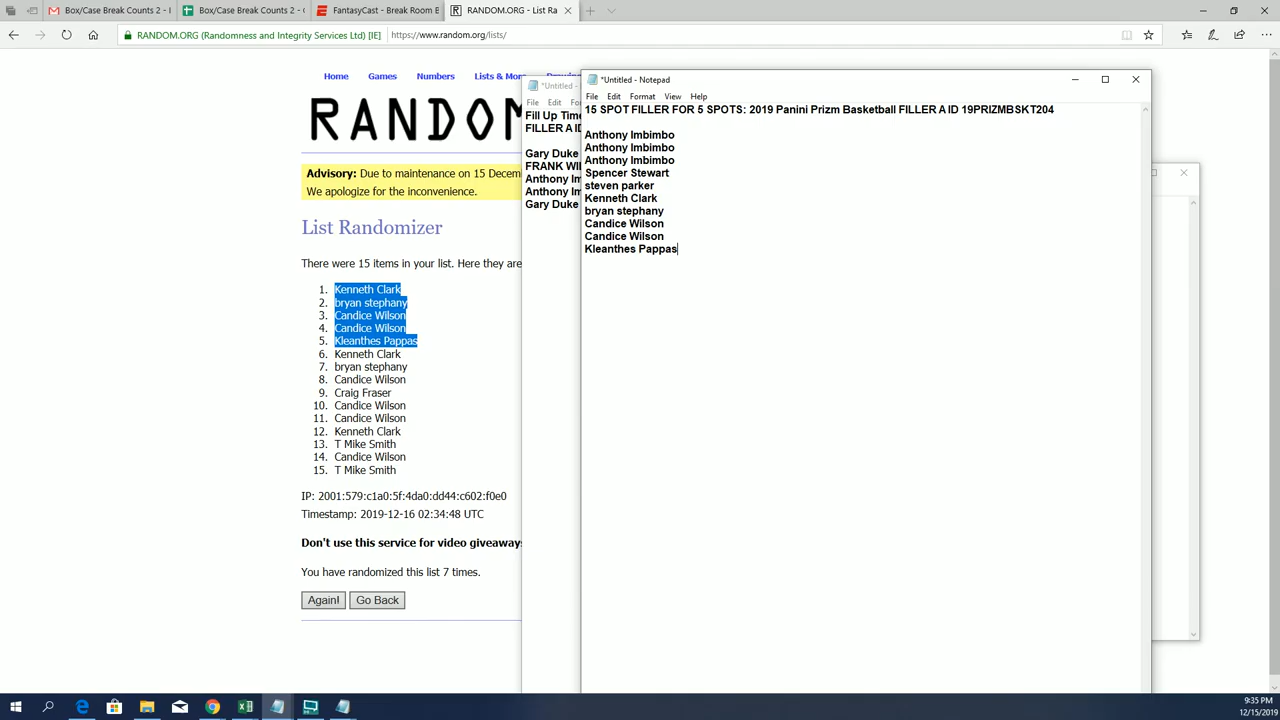 Box/Case Break Counts 2 - I
Box/Case Break Counts 2 - (
FantasyCast - Break Room B
RANDOM.ORG - List Ra
RANDOM.ORG (Randomness and Integrity Services Ltd) [IE]
https://www.random.org/lists/
Home
Games
Numbers
Lists & More
Drawin
RANDOM
Advisory: Due to maintenance on 15 Decem
We apologize for the inconvenience.
List Randomizer
There were 15 items in your list. Here they are
1. Kenneth Clark
2. bryan stephany
3. Candice Wilson
4. Candice Wilson
5. Kleanthes Pappas
6. Kenneth Clark
7. bryan stephany
8. Candice Wilson
9. Craig Fraser
10. Candice Wilson
11. Candice Wilson
12. Kenneth Clark
13. T Mike Smith
14. Candice Wilson
15. T Mike Smith
IP: 2001:579:c1a0:5f:4da0:dd44:c602:f0e0
Timestamp: 2019-12-16 02:34:48 UTC
Don't use this service for video giveaways
You have randomized this list 7 times.
Again!
Go Back
*Untitled -
File Edit Fo
Fill Up Time
FILLER A ID
Gary Duke
FRANK WI
Anthony Im
Anthony Im
Gary Duke
*Untitled - Notepad
File Edit Format View Help
15 SPOT FILLER FOR 5 SPOTS: 2019 Panini Prizm Basketball FILLER A ID 19PRIZMBSKT204
Anthony Imbimbo
Anthony Imbimbo
Anthony Imbimbo
Spencer Stewart
steven parker
Kenneth Clark
bryan stephany
Candice Wilson
Candice Wilson
Kleanthes Pappas
9:35 PM
12/15/2019